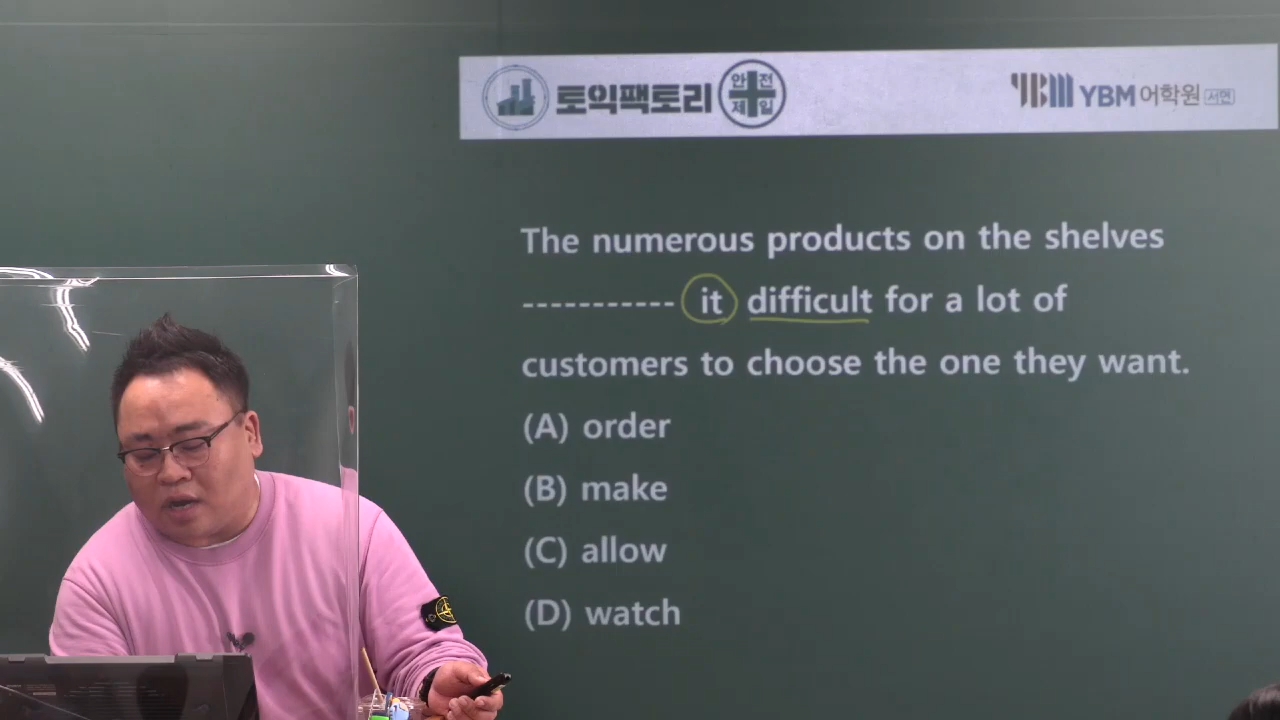 토익팩토리
안전
제일
YBM 어학원 서면
The numerous products on the shelves
----------- it difficult for a lot of
customers to choose the one they want.
(A) order
(B) make
(C) allow
(D) watch